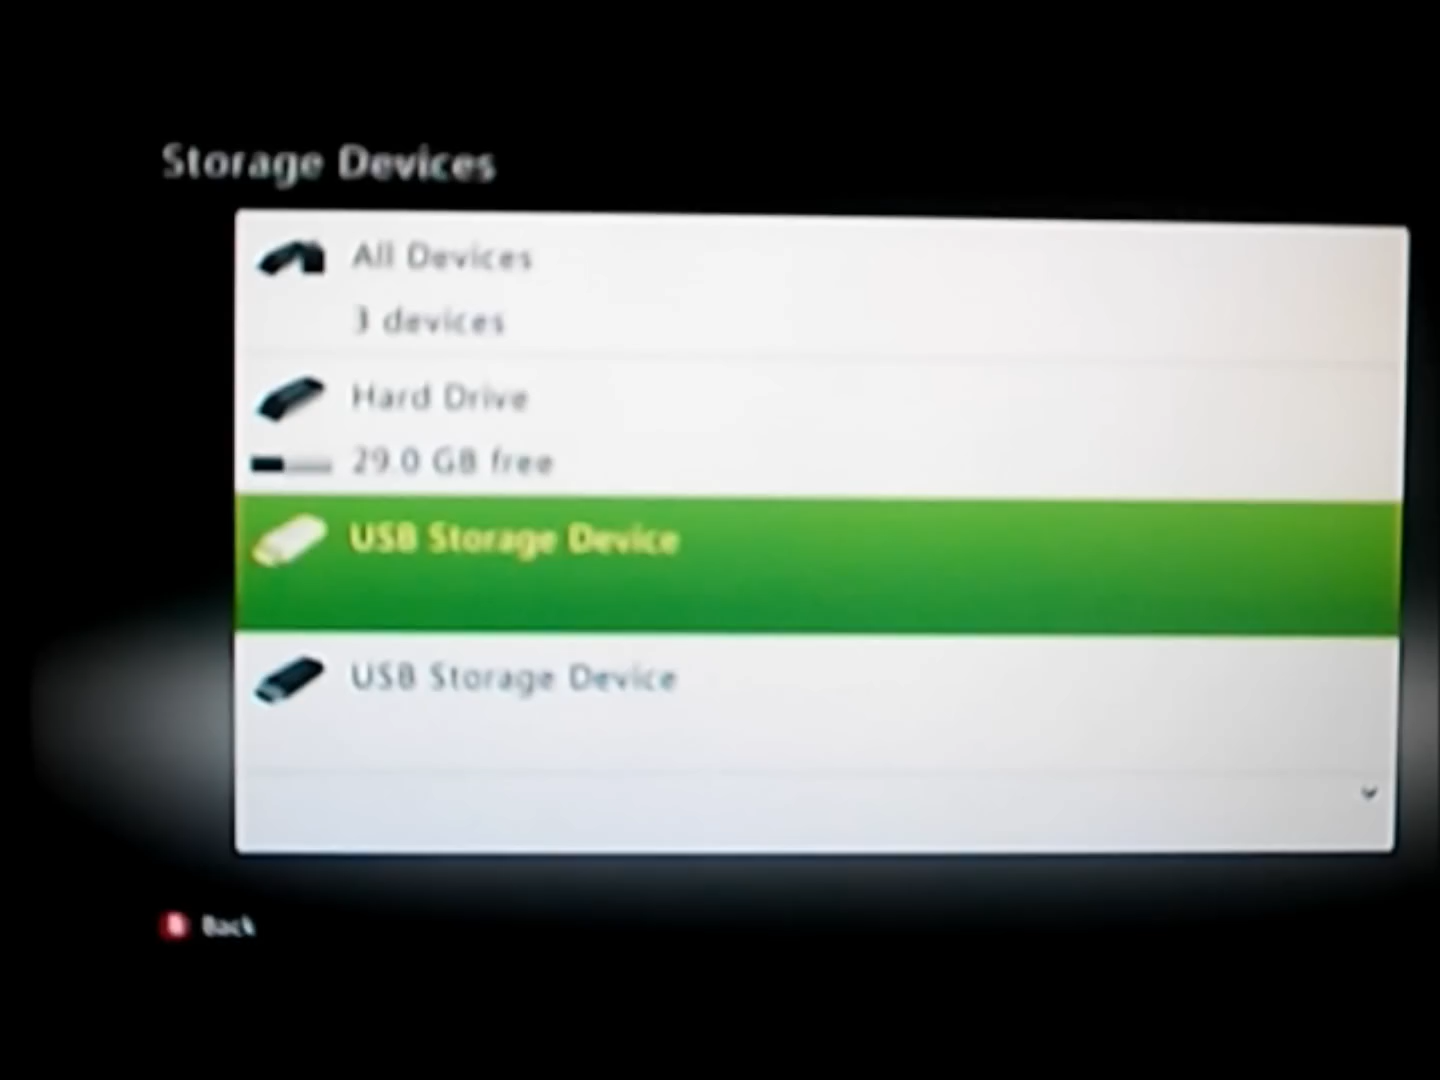 Storage Devices
All Devices
3 devices
Hard Drive
29.0 GB free
USB Storage Device
USB Storage Device
B Back